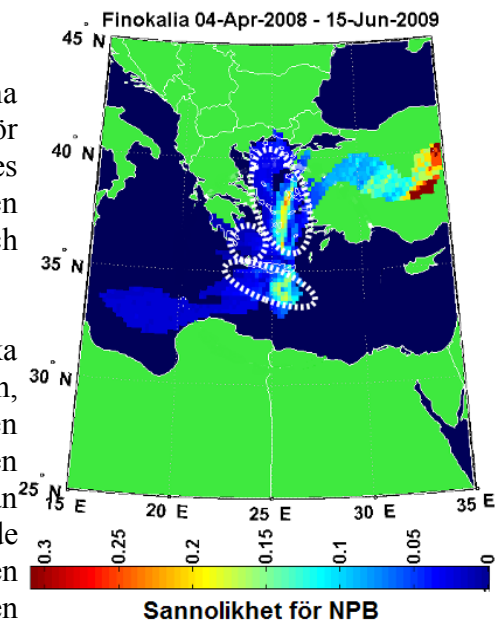 Finokalia 04-Apr-2008 - 15-Jun-2009
45° N
40° N
35° N
30° N
25° N
15 E 20 E 25 E 30 E 35 E
0.3 0.25 0.2 0.15 0.1 0.05 0
Sannolikhet för NPB